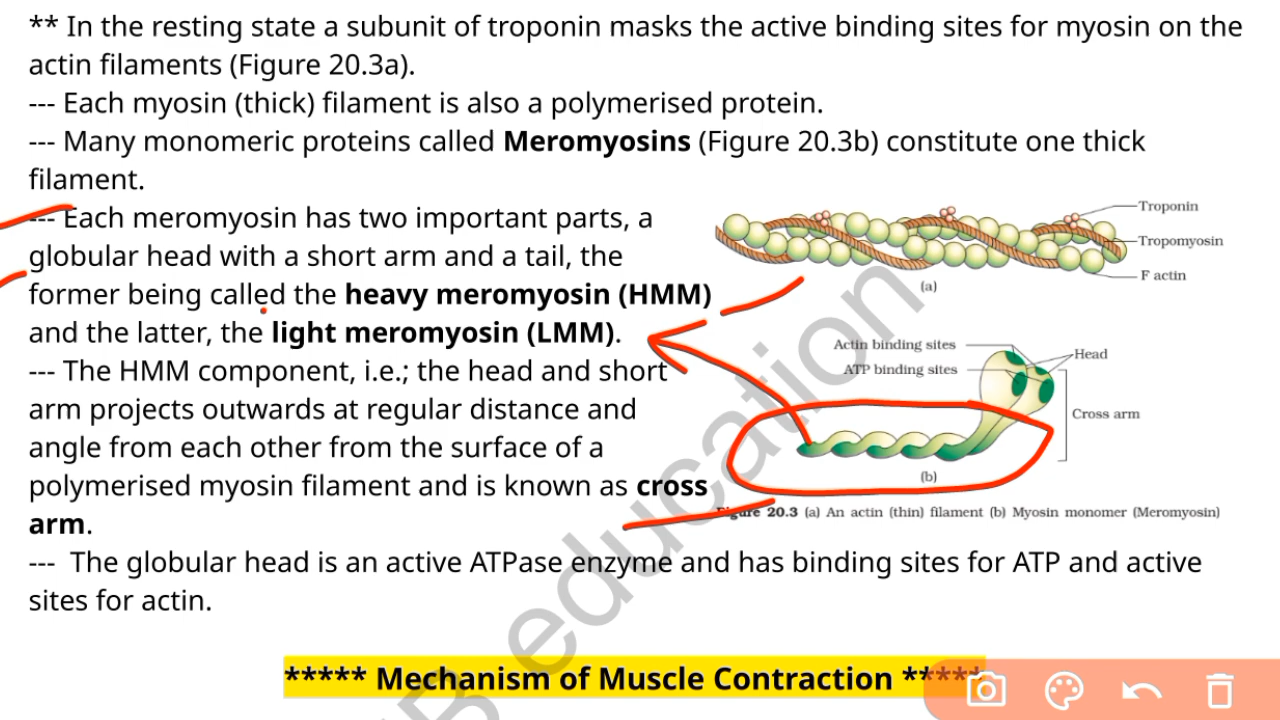 ** In the resting state a subunit of troponin masks the active binding sites for myosin on the
actin filaments (Figure 20.3a).
--- Each myosin (thick) filament is also a polymerised protein.
--- Many monomeric proteins called Meromyosins (Figure 20.3b) constitute one thick
filament.
--- Each meromyosin has two important parts, a
globular head with a short arm and a tail, the
former being called the heavy meromyosin (HMM)
and the latter, the light meromyosin (LMM).
--- The HMM component, i.e.; the head and short
arm projects outwards at regular distance and
angle from each other from the surface of a
polymerised myosin filament and is known as cross
arm.
Troponin
Tropomyosin
F actin
(a)
Actin binding sites
ATP binding sites
Head
Cross arm
(b)
Figure 20.3 (a) An actin (thin) filament (b) Myosin monomer (Meromyosin)
--- The globular head is an active ATPase enzyme and has binding sites for ATP and active
sites for actin.
***** Mechanism of Muscle Contraction *****
education